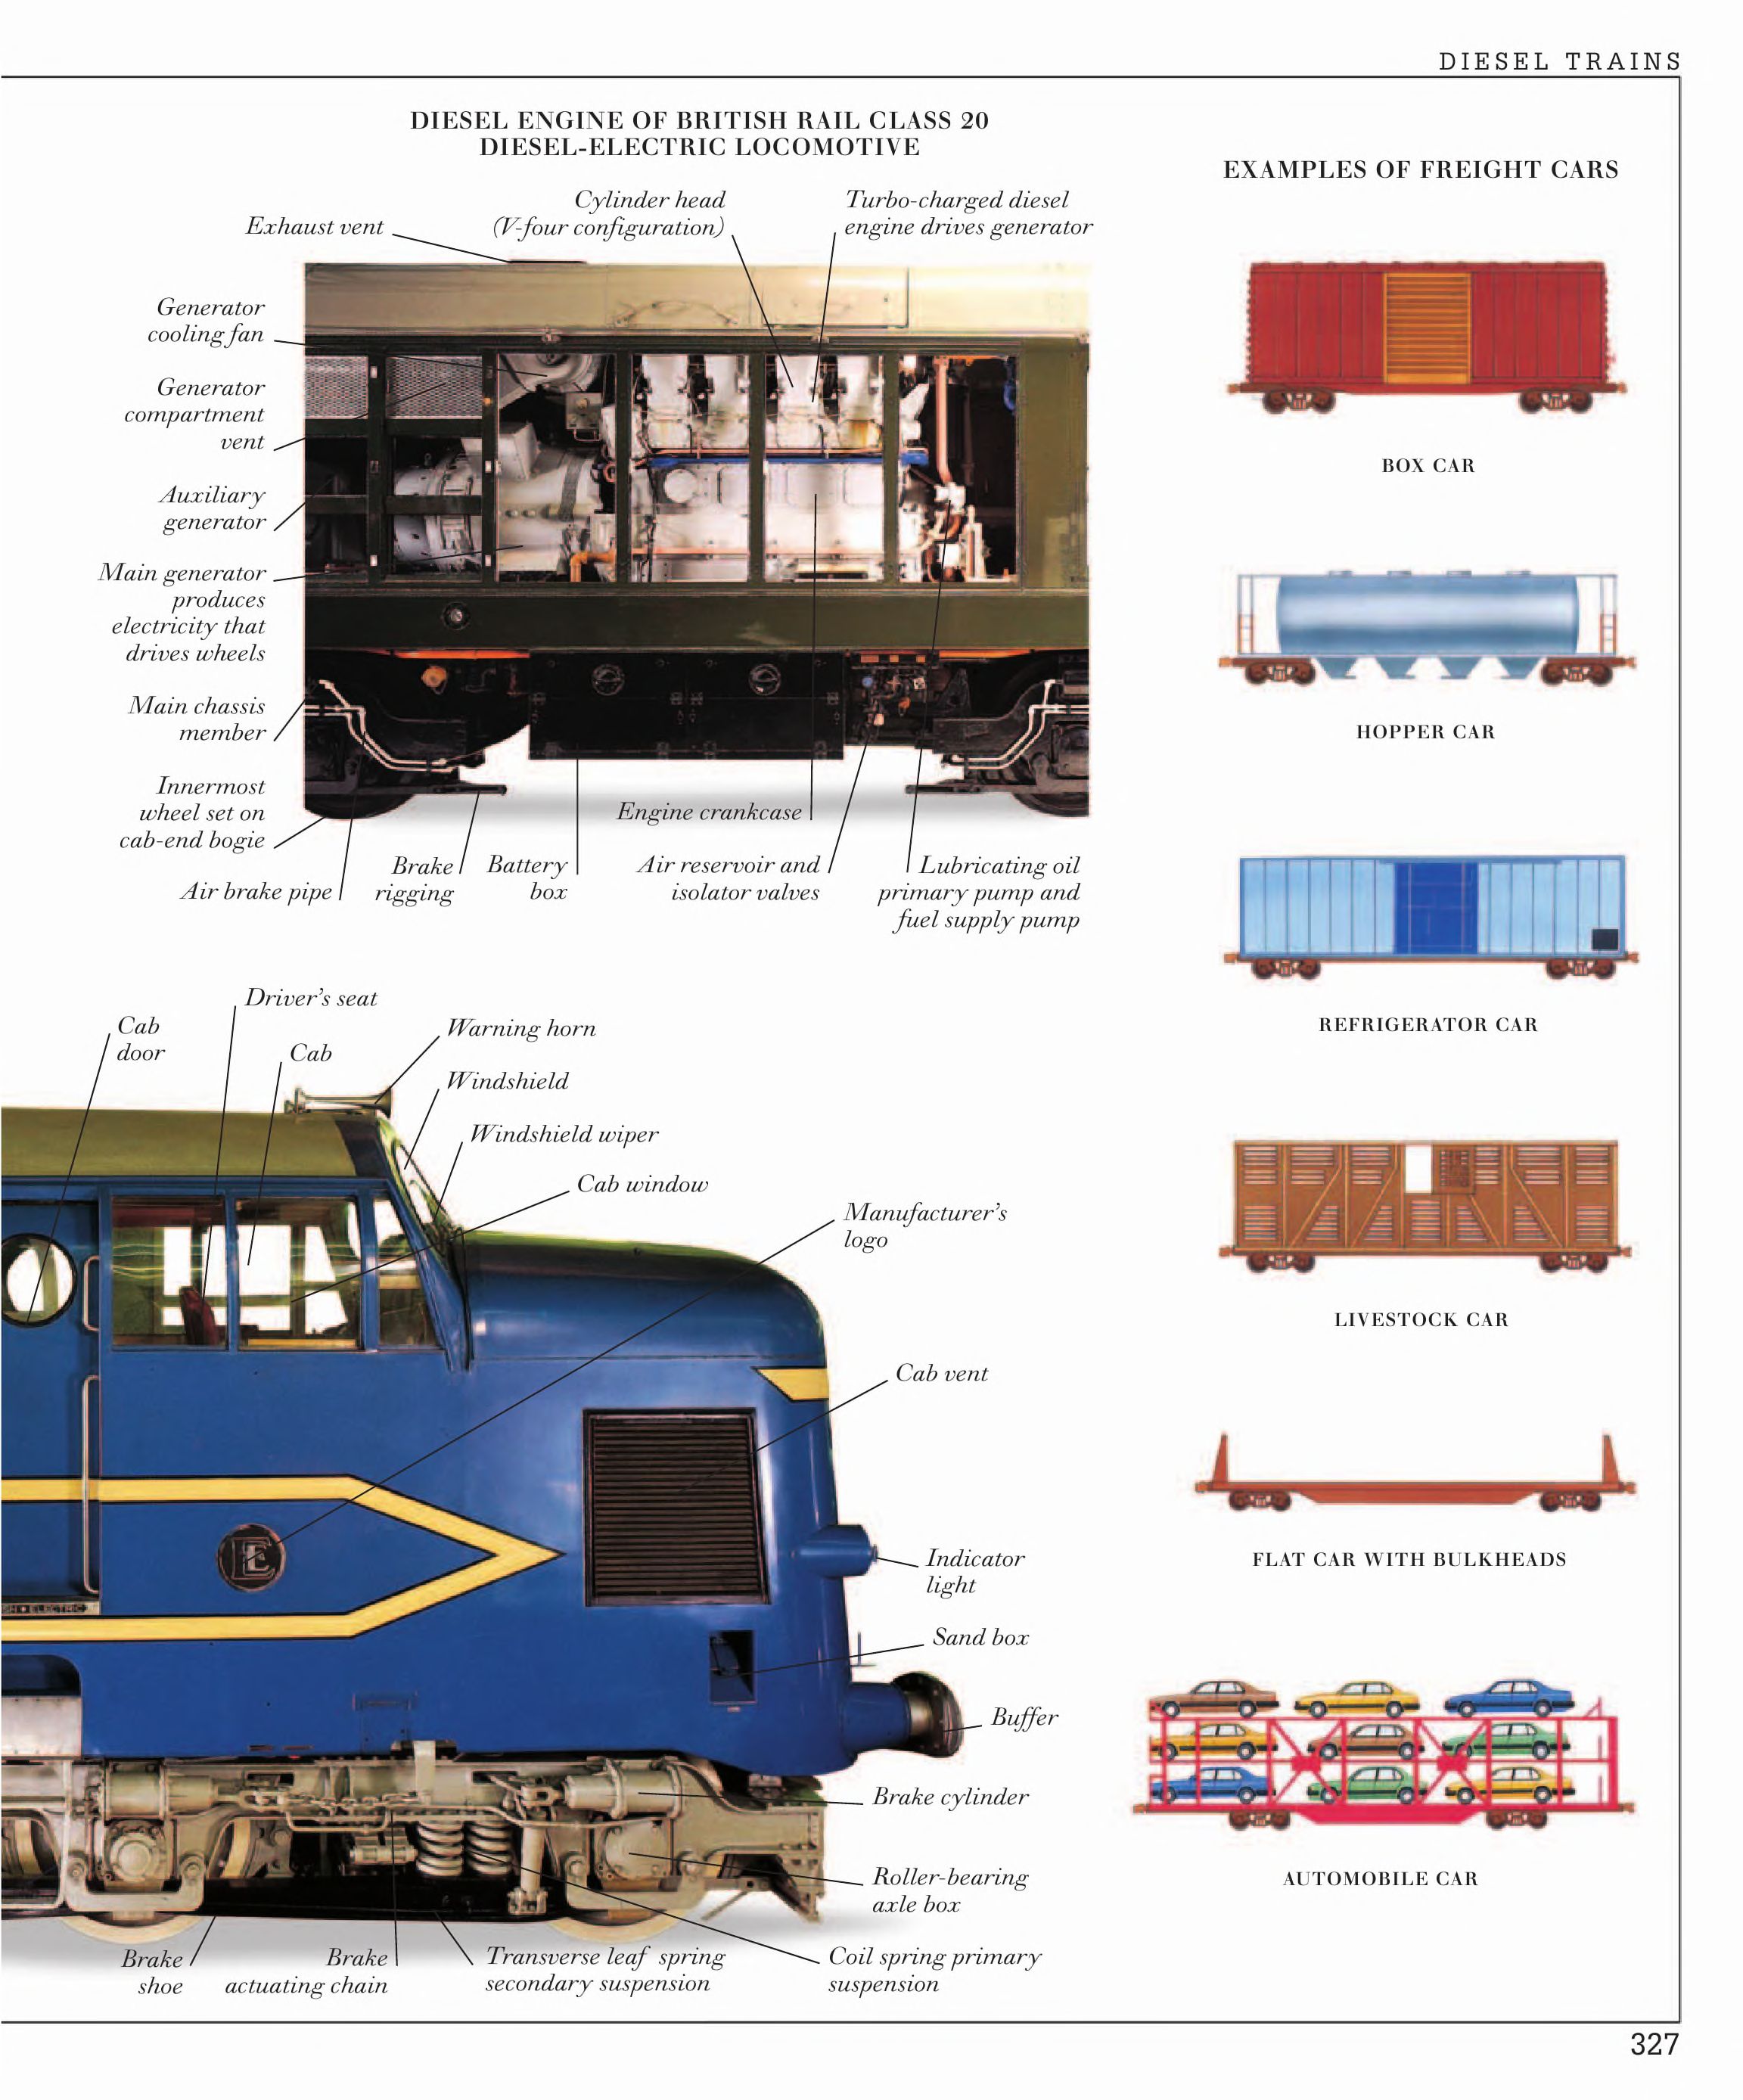 DIESEL TRAINS
DIESEL ENGINE OF BRITISH RAIL CLASS 20
DIESEL-ELECTRIC LOCOMOTIVE
Exhaust vent
Cylinder head
(V-four configuration)
Turbo-charged diesel
engine drives generator
Generator
cooling fan
Generator
compartment
vent
Auxiliary
generator
Main generator
produces
electricity that
drives wheels
Main chassis
member
Innermost
wheel set on
cab-end bogie
Air brake pipe
Brake
rigging
Battery
box
Engine crankcase
Air reservoir and
isolator valves
Lubricating oil
primary pump and
fuel supply pump
Cab
door
Driver's seat
Cab
Warning horn
Windshield
Windshield wiper
Cab window
Manufacturer's
logo
Cab vent
E
ELECTRIC
Indicator
light
Sand box
Buffer
Brake cylinder
Roller-bearing
axle box
Brake
shoe
Brake
actuating chain
Transverse leaf spring
secondary suspension
Coil spring primary
suspension
EXAMPLES OF FREIGHT CARS
BOX CAR
HOPPER CAR
REFRIGERATOR CAR
LIVESTOCK CAR
FLAT CAR WITH BULKHEADS
AUTOMOBILE CAR
327